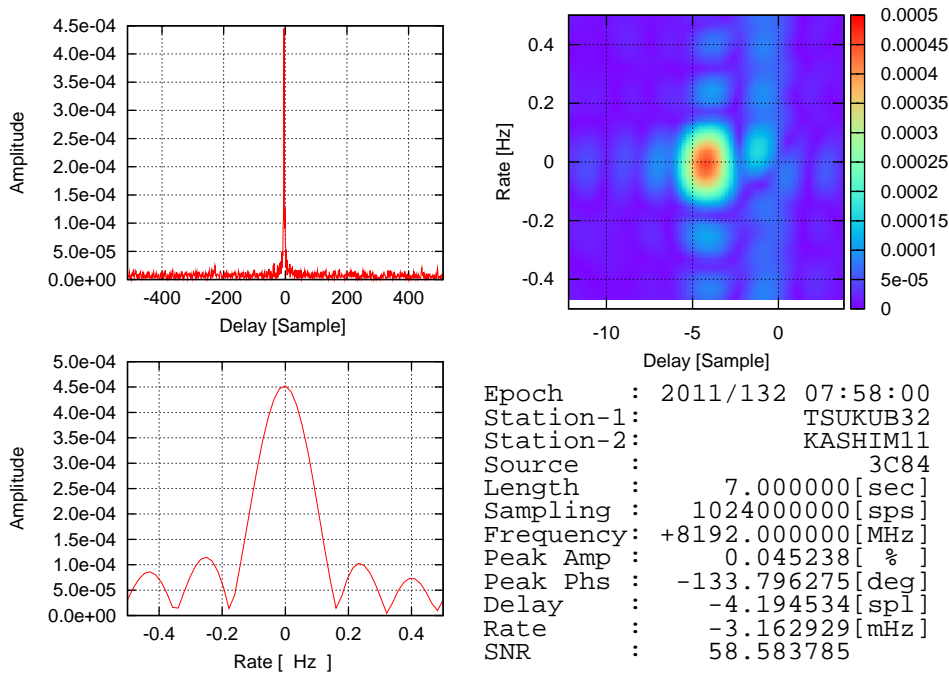 4.5e-04
4.0e-04
3.5e-04
3.0e-04
2.5e-04
2.0e-04
1.5e-04
1.0e-04
5.0e-05
0.0e+00
Amplitude
-400 -200 0 200 400
Delay [Sample]
0.4
0.2
0
-0.2
-0.4
Rate [Hz]
-10 -5 0
Delay [Sample]
0.0005
0.00045
0.0004
0.00035
0.0003
0.00025
0.0002
0.00015
0.0001
5e-05
0
5.0e-04
4.5e-04
4.0e-04
3.5e-04
3.0e-04
2.5e-04
2.0e-04
1.5e-04
1.0e-04
5.0e-05
0.0e+00
Amplitude
-0.4 -0.2 0 0.2 0.4
Rate [ Hz ]
Epoch : 2011/132 07:58:00
Station-1: TSUKUB32
Station-2: KASHIM11
Source : 3C84
Length : 7.000000[sec]
Sampling : 1024000000[sps]
Frequency: +8192.000000[MHz]
Peak Amp : 0.045238[ % ]
Peak Phs : -133.796275[deg]
Delay : -4.194534[spl]
Rate : -3.162929[mHz]
SNR : 58.583785